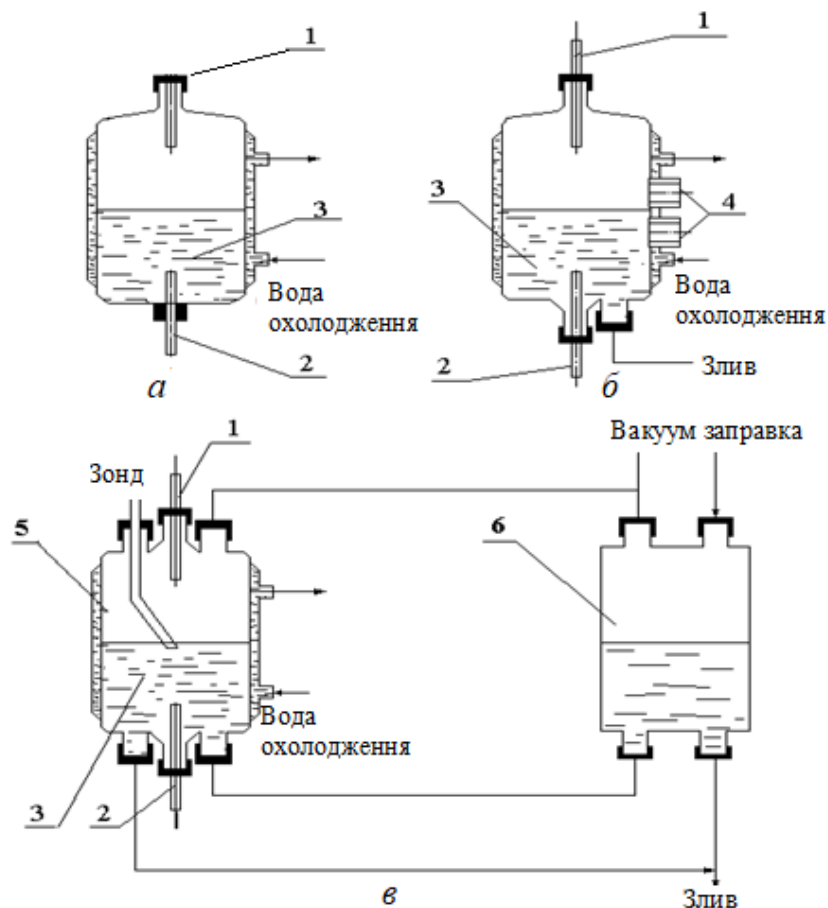 1
1
3
3
4
Вода
охолодження
Вода
охолодження
2
2
Злив
а
б
1
Вакуум заправка
Зонд
5
6
Вода
охолодження
3
2
в
Злив